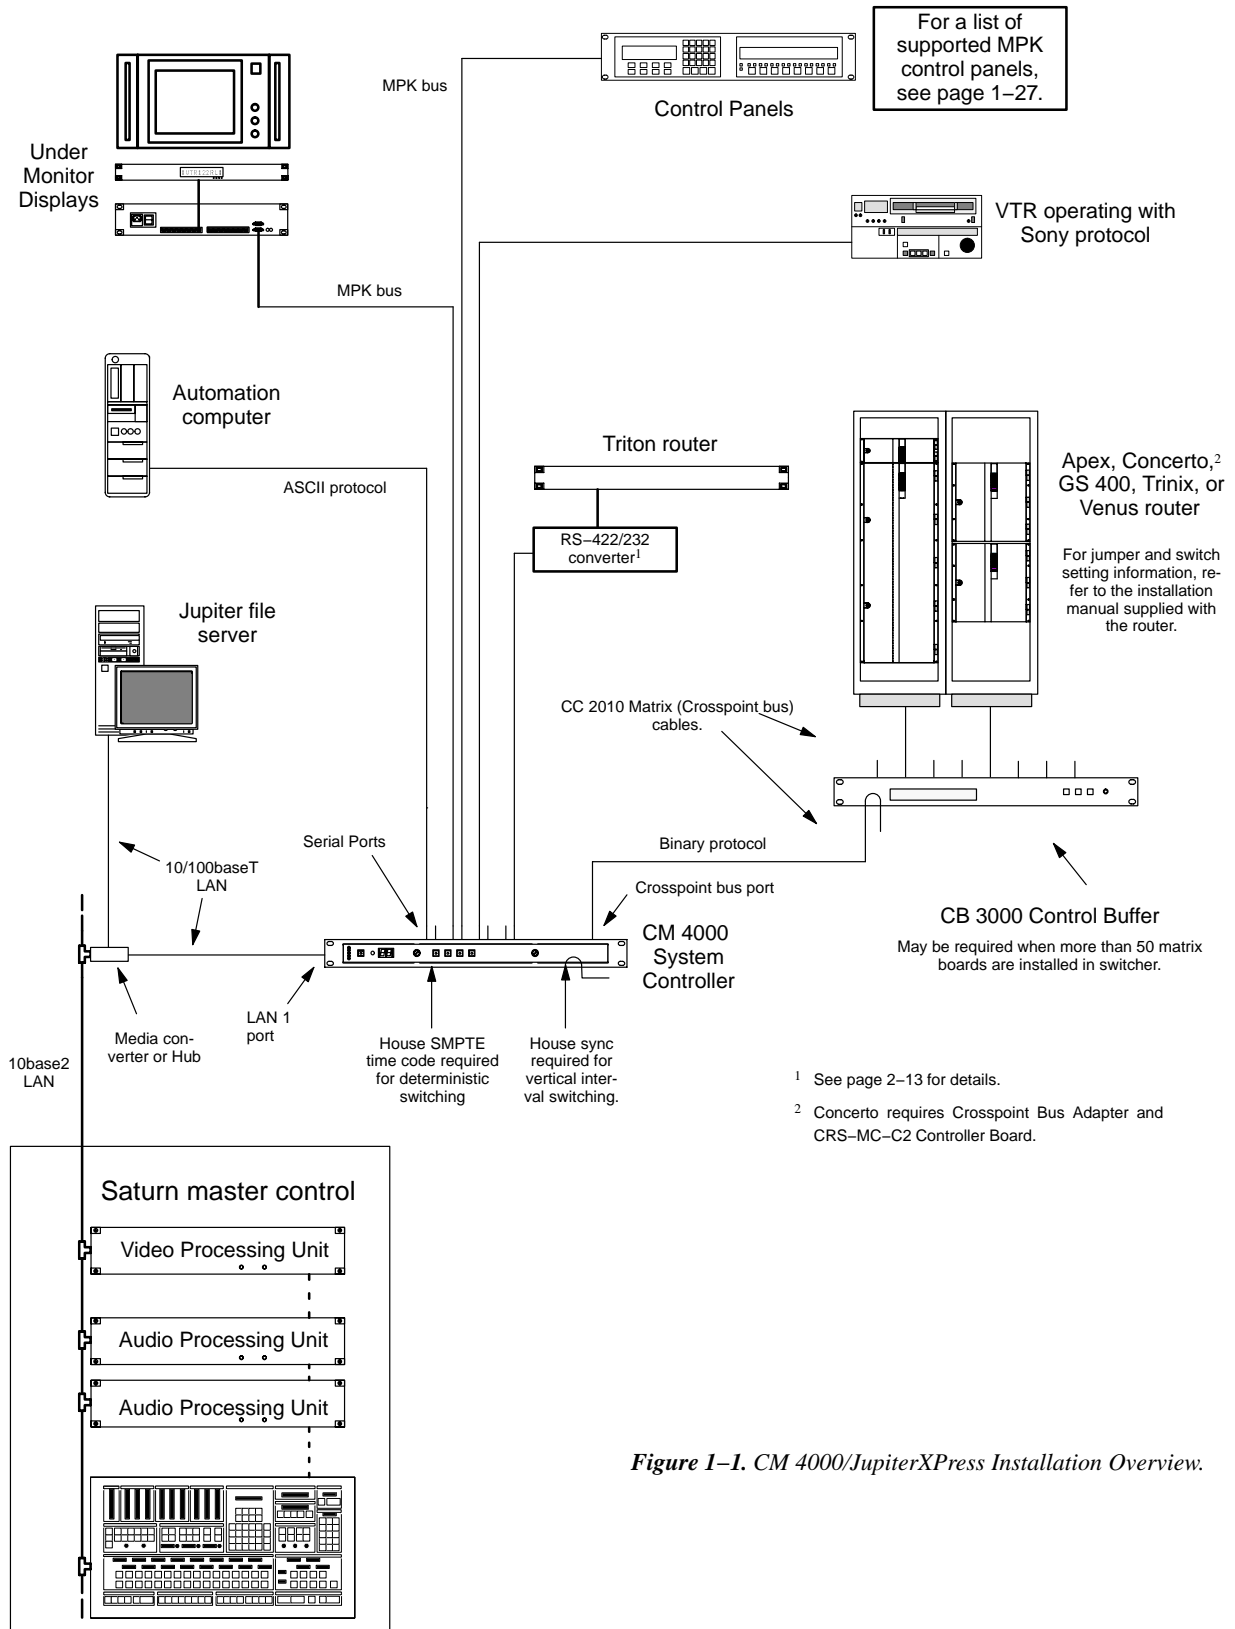 For a list of
supported MPK
control panels,
see page 1–27.
MPK bus
Control Panels
Under
Monitor
Displays
VTR operating with
Sony protocol
MPK bus
Automation
computer
ASCII protocol
Triton router
RS–422/232
converter1
Apex, Concerto,2
GS 400, Trinix, or
Venus router
For jumper and switch
setting information, re-
fer to the installation
manual supplied with
the router.
Jupiter file
server
CC 2010 Matrix (Crosspoint bus)
cables.
Serial Ports
Binary protocol
10/100baseT
LAN
Crosspoint bus port
CB 3000 Control Buffer
May be required when more than 50 matrix
boards are installed in switcher.
CM 4000
System
Controller
LAN 1
port
Media con-
verter or Hub
House SMPTE
time code required
for deterministic
switching
House sync
required for
vertical inter-
val switching.
10base2
LAN
1 See page 2–13 for details.
2 Concerto requires Crosspoint Bus Adapter and
CRS–MC–C2 Controller Board.
Saturn master control
Video Processing Unit
Audio Processing Unit
Audio Processing Unit
Figure 1–1. CM 4000/JupiterXPress Installation Overview.